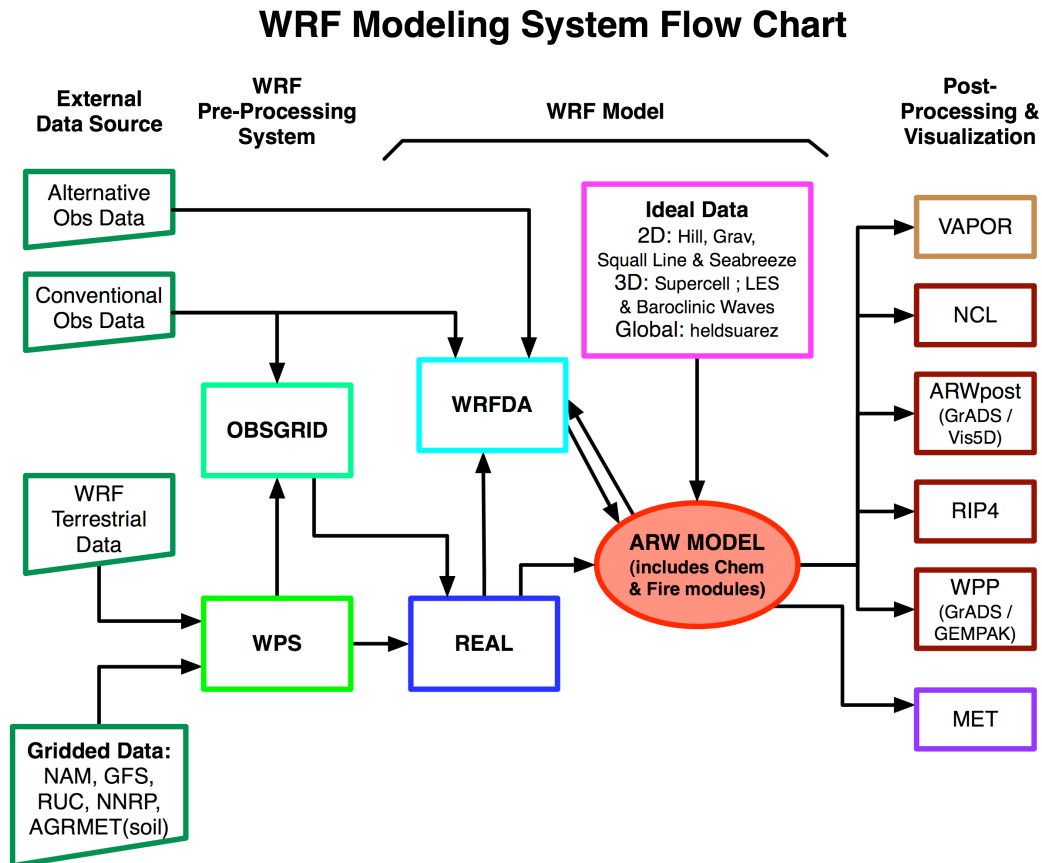 WRF Modeling System Flow Chart
External
Data Source
WRF
Pre-Processing
System
WRF Model
Post-
Processing &
Visualization
Alternative
Obs Data
Conventional
Obs Data
WRF
Terrestrial
Data
Gridded Data:
NAM, GFS,
RUC, NNRP,
AGRMET(soil)
OBSGRID
WPS
WRFDA
REAL
Ideal Data
2D: Hill, Grav,
Squall Line & Seabreeze
3D: Supercell ; LES
& Baroclinic Waves
Global: heldsuarez
ARW MODEL
(includes Chem
& Fire modules)
VAPOR
NCL
ARWpost
(GrADS /
Vis5D)
RIP4
WPP
(GrADS /
GEMPAK)
MET